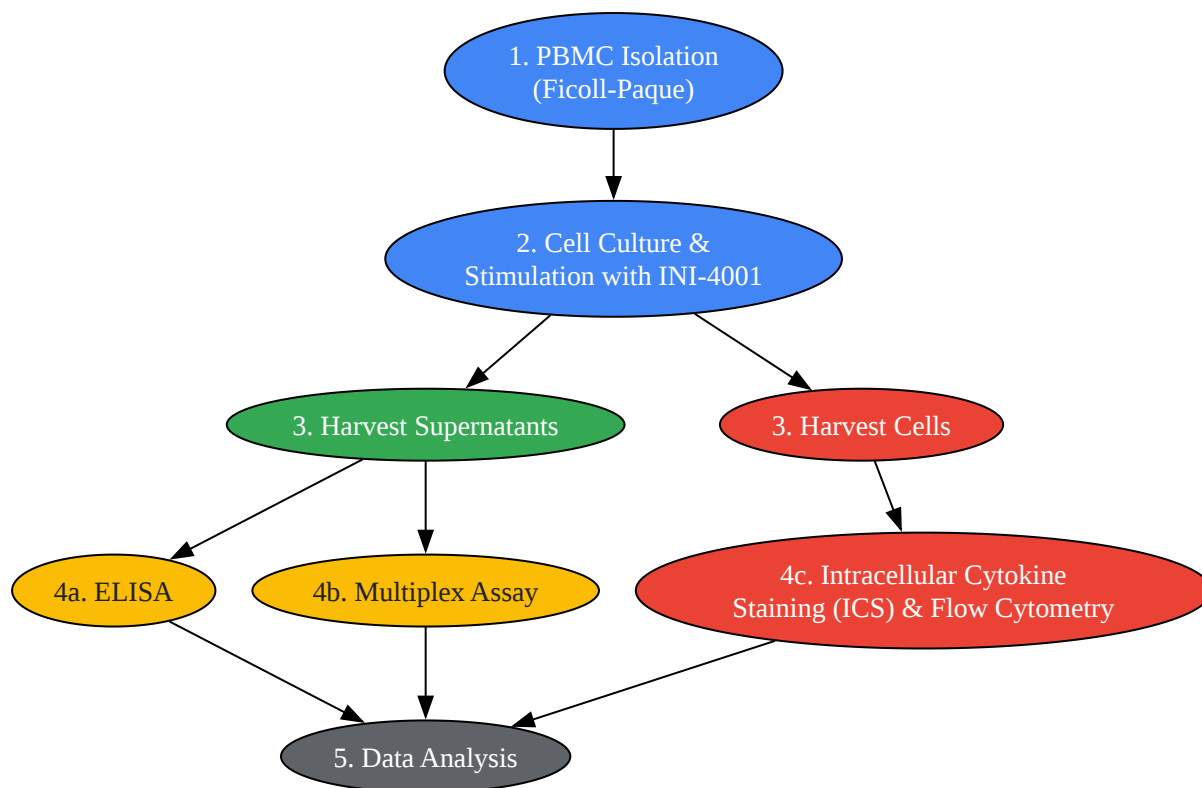 1. PBMC Isolation
(Ficoll-Paque)
2. Cell Culture &
Stimulation with INI-4001
3. Harvest Supernatants
3. Harvest Cells
4a. ELISA
4b. Multiplex Assay
4c. Intracellular Cytokine
Staining (ICS) & Flow Cytometry
5. Data Analysis